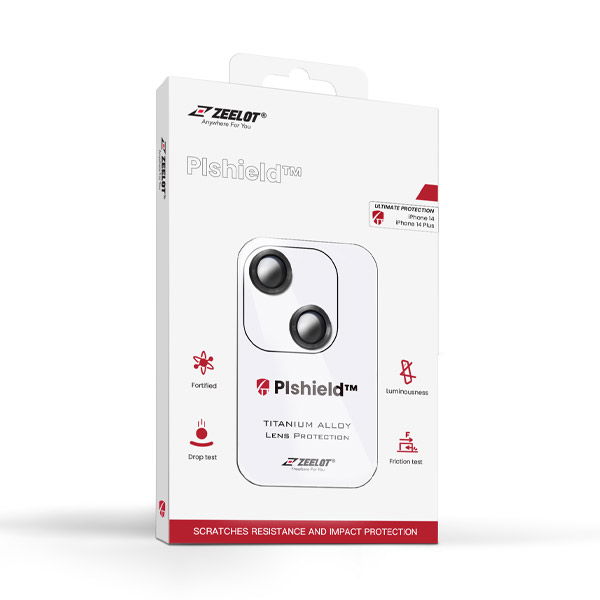 ZEELOT®
Anywhere For You
PIshield™
ULTIMATE PROTECTION
iPhone 14
iPhone 14 Plus
ZEELOT®
PIshield™
TITANIUM ALLOY
LENS PROTECTION
ZEELOT®
Fortified
Luminousness
Drop test
Friction test
SCRATCHES RESISTANCE AND IMPACT PROTECTION